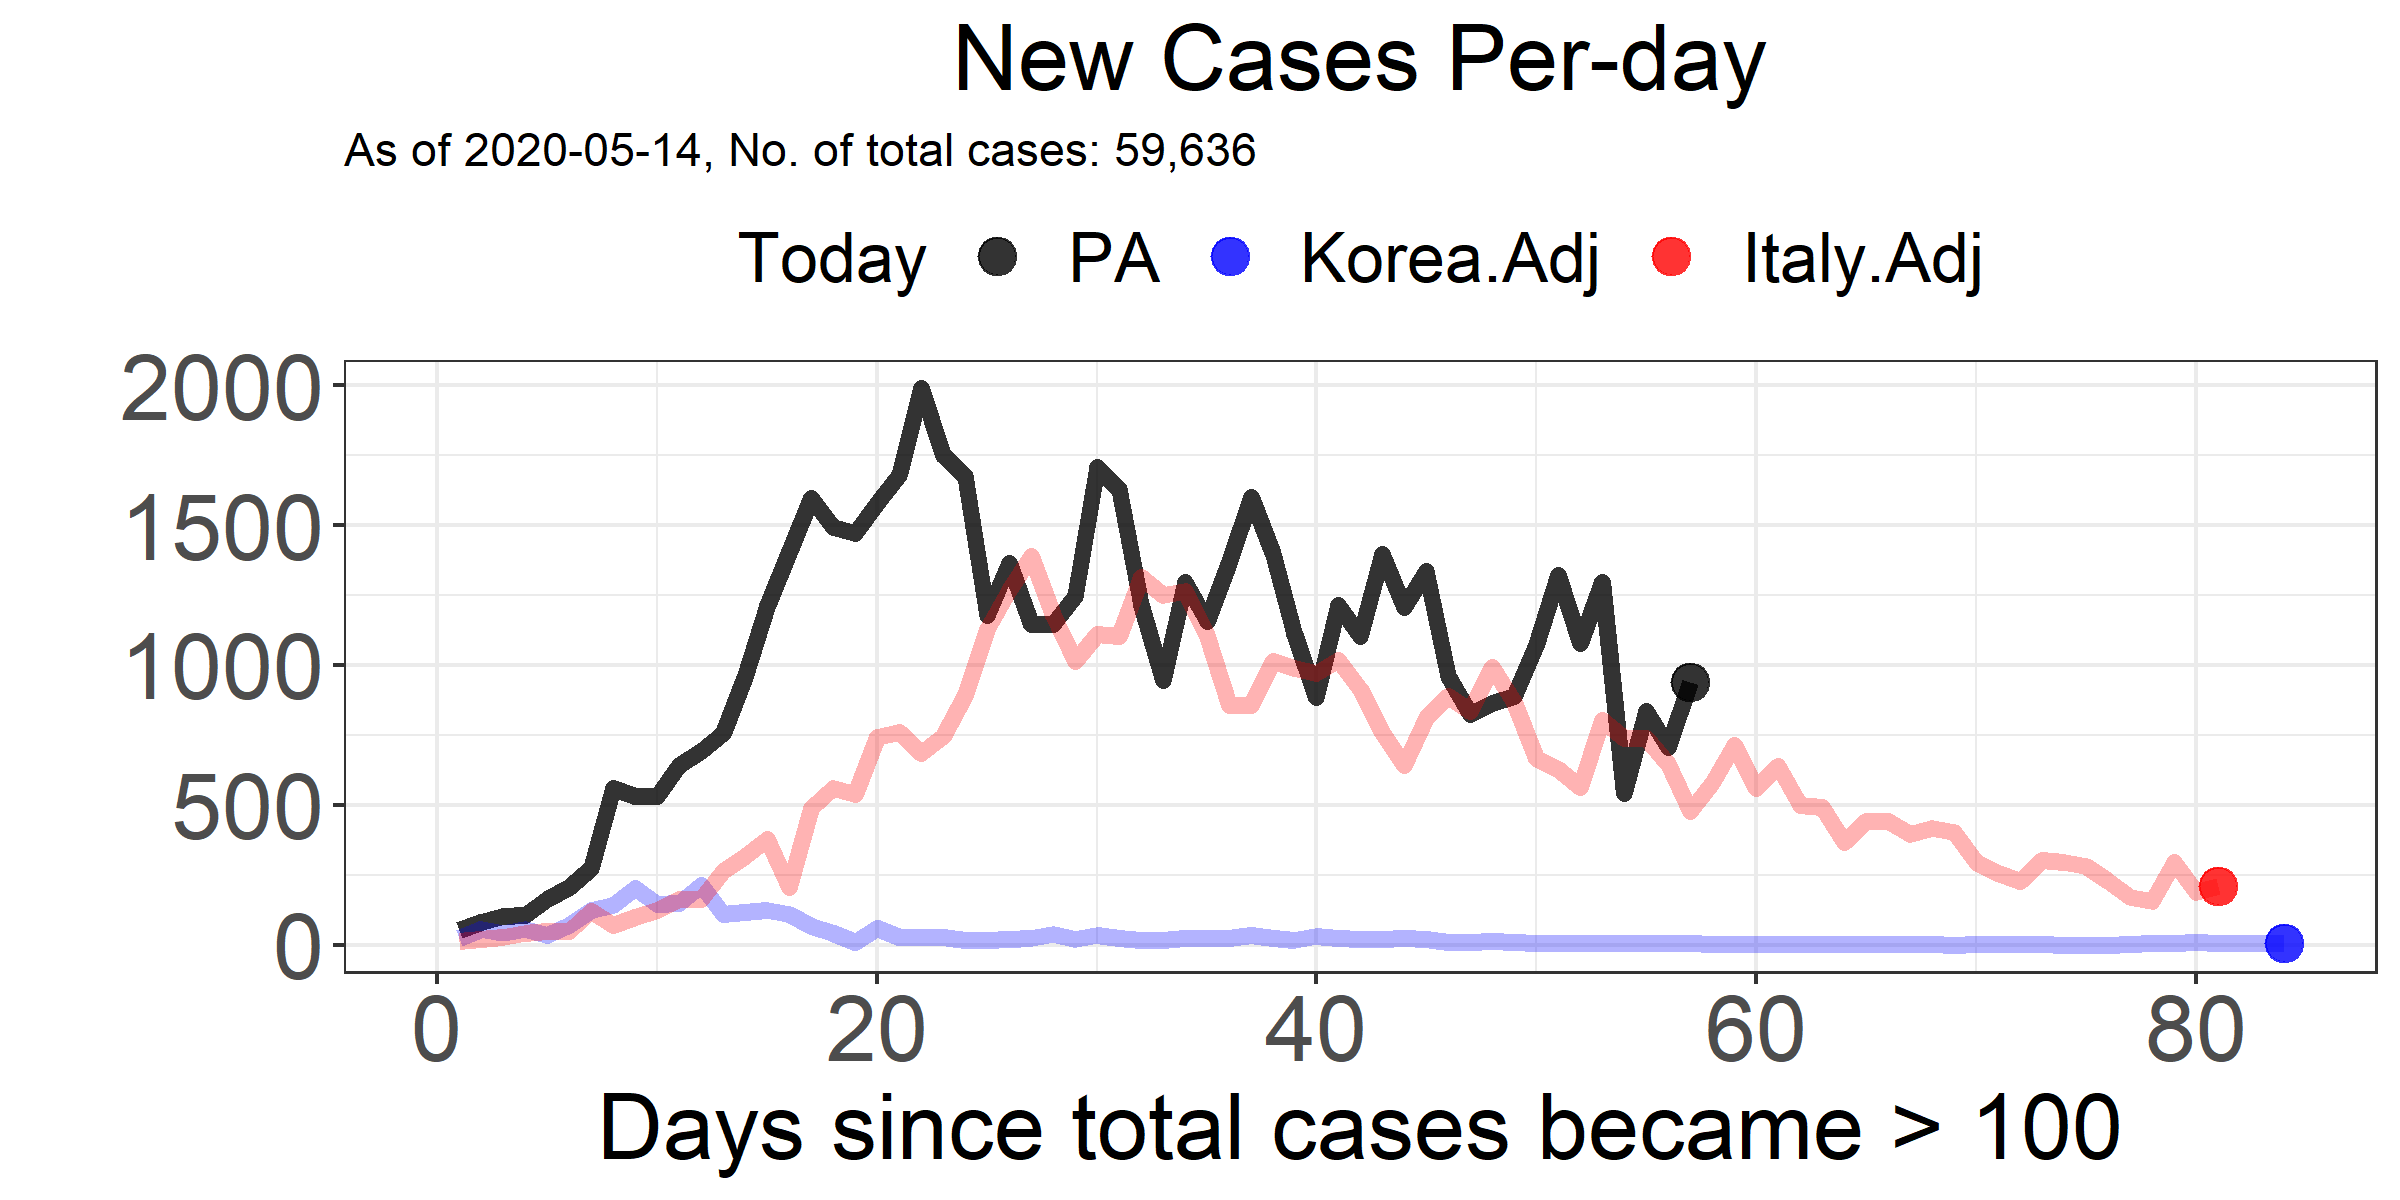 New Cases Per-day
As of 2020-05-14, No. of total cases: 59,636
Today PA Korea.Adj Italy.Adj
2000
1500
1000
500
0
0 20 40 60 80
Days since total cases became > 100